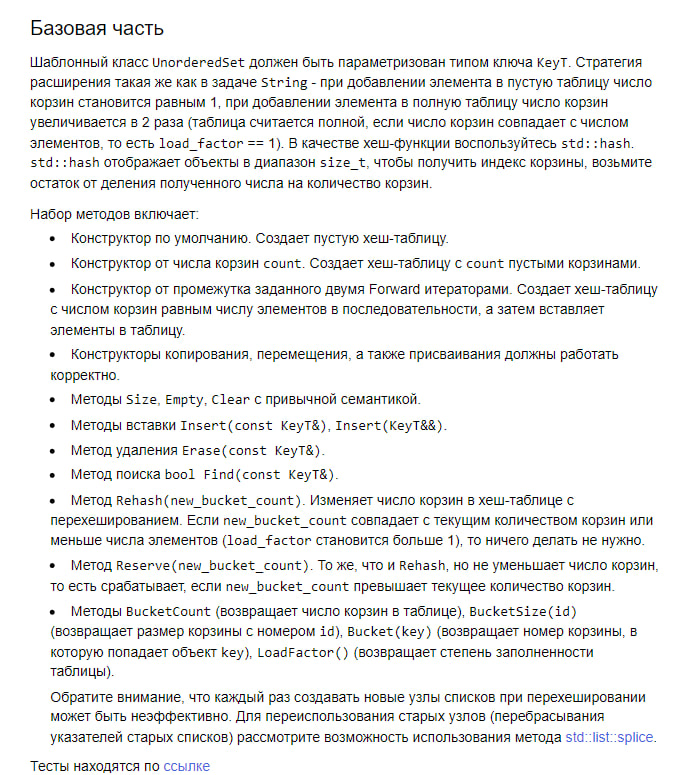 Базовая часть
Шаблонный класс UnorderedSet должен быть параметризован типом ключа KeyT. Стратегия
расширения такая же как в задаче String - при добавлении элемента в пустую таблицу число
корзин становится равным 1, при добавлении элемента в полную таблицу число корзин
увеличивается в 2 раза (таблица считается полной, если число корзин совпадает с числом
элементов, то есть load_factor == 1). В качестве хеш-функции воспользуйтесь std::hash.
std::hash отображает объекты в диапазон size_t, чтобы получить индекс корзины, возьмите
остаток от деления полученного числа на количество корзин.
Набор методов включает:
• Конструктор по умолчанию. Создает пустую хеш-таблицу.
• Конструктор от числа корзин count. Создает хеш-таблицу с count пустыми корзинами.
• Конструктор от промежутка заданного двумя Forward итераторами. Создает хеш-таблицу
с числом корзин равным числу элементов в последовательности, а затем вставляет
элементы в таблицу.
• Конструкторы копирования, перемещения, а также присваивания должны работать
корректно.
• Методы Size, Empty, Clear с привычной семантикой.
• Методы вставки Insert(const KeyT&), Insert(KeyT&&).
• Метод удаления Erase(const KeyT&).
• Метод поиска bool Find(const KeyT&).
• Метод Rehash(new_bucket_count). Изменяет число корзин в хеш-таблице с
перехешированием. Если new_bucket_count совпадает с текущим количеством корзин или
меньше числа элементов (load_factor становится больше 1), то ничего делать не нужно.
• Метод Reserve(new_bucket_count). То же, что и Rehash, но не уменьшает число корзин,
то есть срабатывает, если new_bucket_count превышает текущее количество корзин.
• Методы BucketCount (возвращает число корзин в таблице), BucketSize(id)
(возвращает размер корзины с номером id), Bucket(key) (возвращает номер корзины, в
которую попадает объект key), LoadFactor() (возвращает степень заполненности
таблицы).
Обратите внимание, что каждый раз создавать новые узлы списков при перехешировании
может быть неэффективно. Для переиспользования старых узлов (перебрасывания
указателей старых списков) рассмотрите возможность использования метода std::list::splice.
Тесты находятся по ссылке